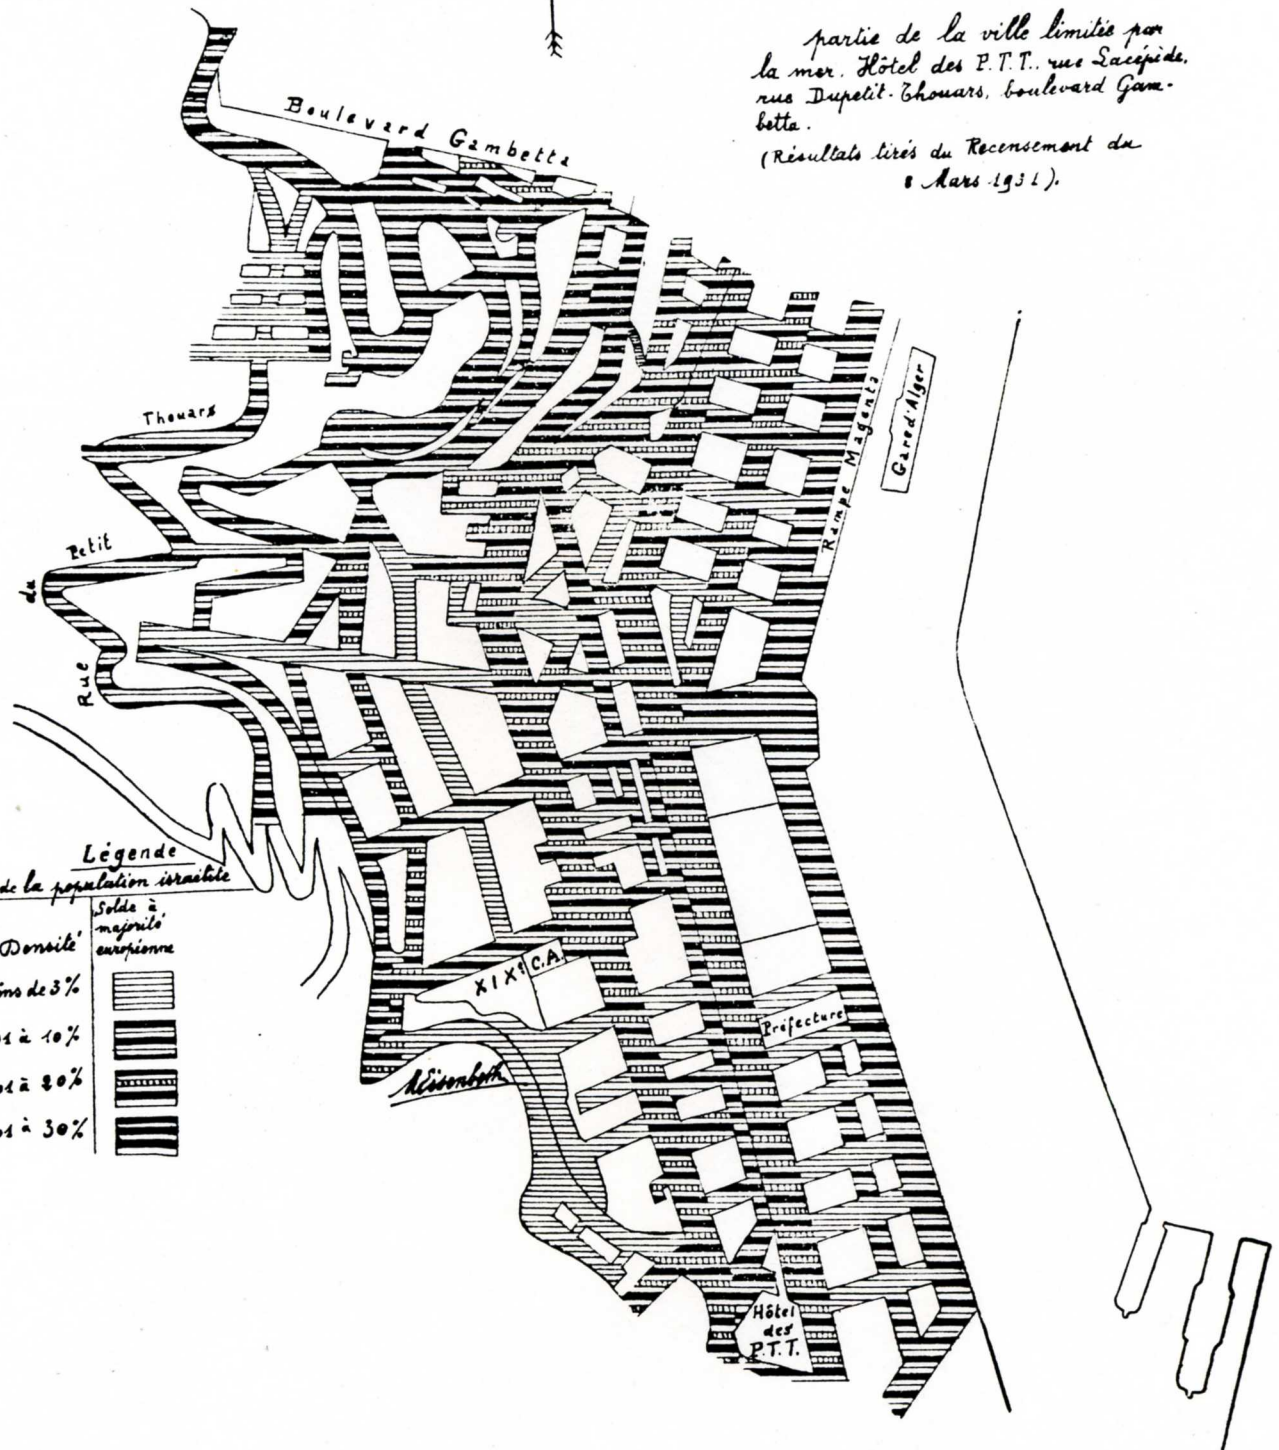 partie de la ville limitée par
la mer, Hôtel des P.T.T., rue Lacépède,
rue Dupetit-Thouars, boulevard Gam-
betta.
(Résultats tirés du Recensement du
8 Mars 1931).
Boulevard Gambetta
Rampe Magenta
Gare d'Alger
Thouars
Petit
du
Rue
Légende
de la population israélite
Densité
Solde à
majorité
européenne
ins de 3%
à 10%
à 20%
à 30%
XIXe C.A.
Préfecture
MEisenbeth
Hôtel
des
P.T.T.